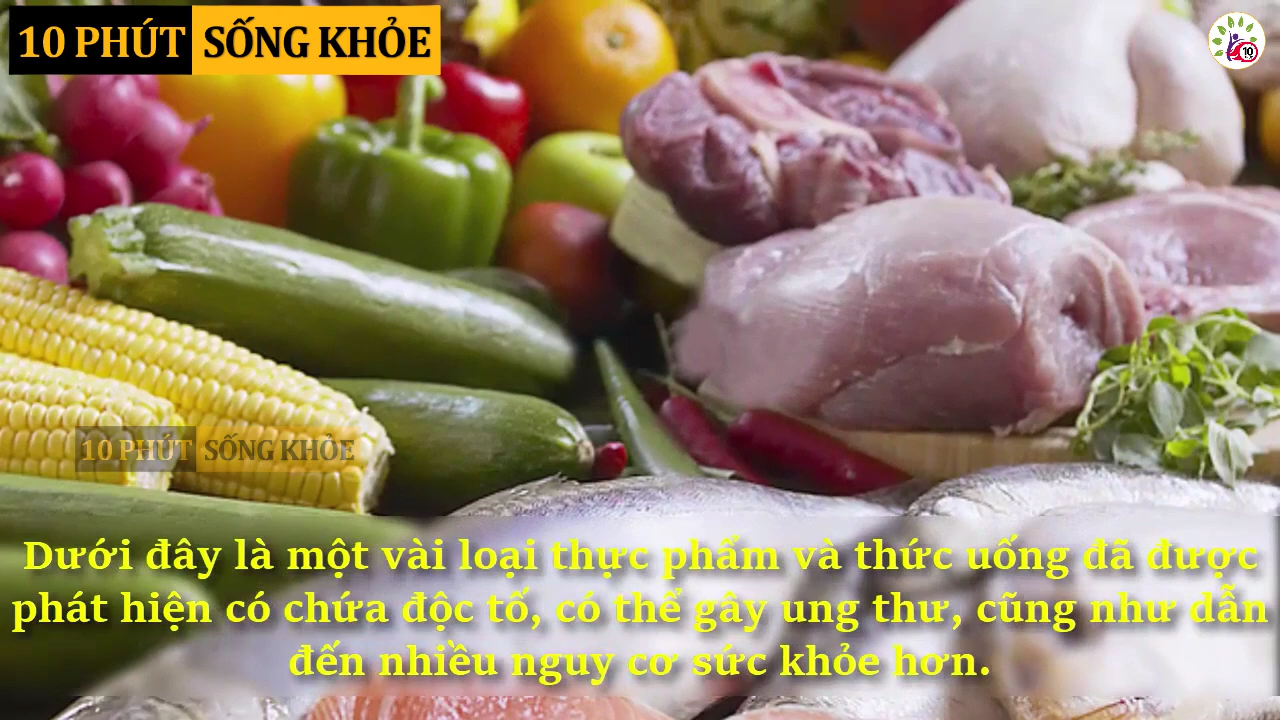 10 PHÚT SỐNG KHỎE
10
10 PHÚT SỐNG KHỎE
Dưới đây là một vài loại thực phẩm và thức uống đã được
phát hiện có chứa độc tố, có thể gây ung thư, cũng như dẫn
đến nhiều nguy cơ sức khỏe hơn.